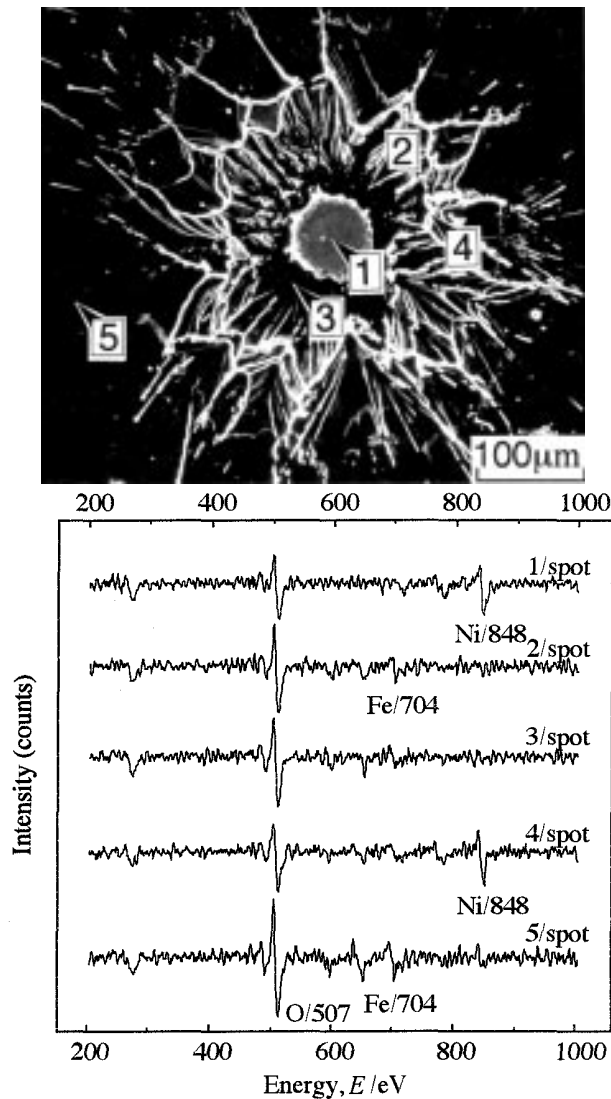 2
4
1
3
5
100μm
200 400 600 800 1000
1/spot
Ni/848
2/spot
Fe/704
3/spot
4/spot
Ni/848
5/spot
O/507 Fe/704
200 400 600 800 1000
Energy, E /eV
Intensity (counts)